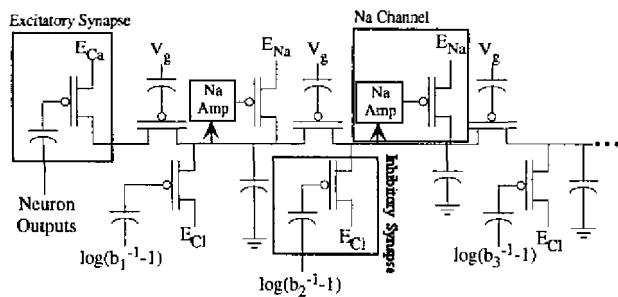 Excitatory Synapse
E_Ca
V_g
Na
Amp
E_Na
V_g
Na Channel
Na
Amp
E_Na
V_g
Neuron
Outputs
E_Cl
log(b_1^-1-1)
E_Cl
log(b_2^-1-1)
Inhibitory
Synapse
E_Cl
log(b_3^-1-1)